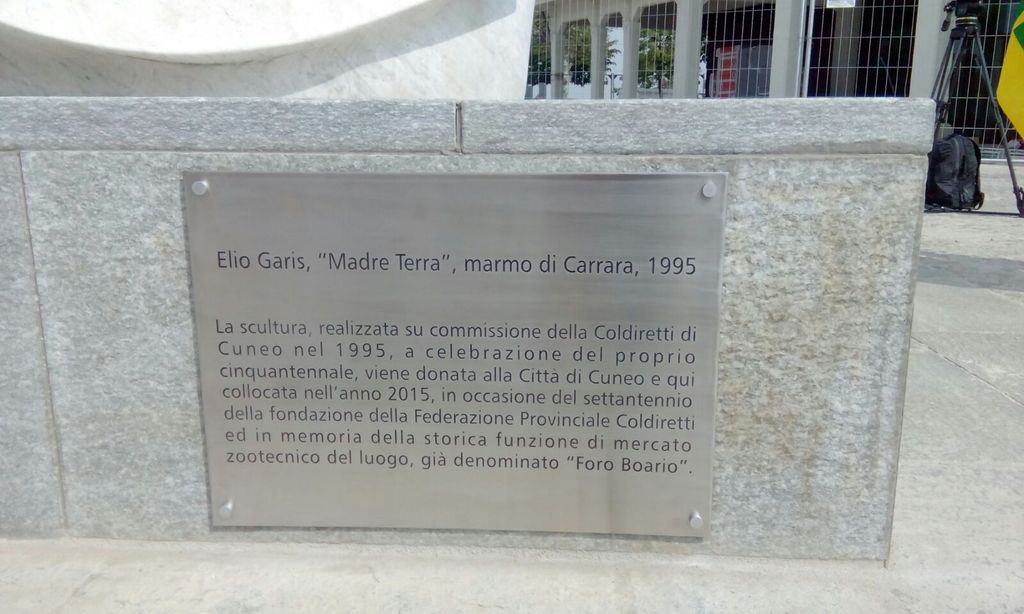 Elio Garis, “Madre Terra”, marmo di Carrara, 1995
La scultura, realizzata su commissione della Coldiretti di
Cuneo nel 1995, a celebrazione del proprio
cinquantennale, viene donata alla Città di Cuneo e qui
collocata nell’anno 2015, in occasione del settantennio
della fondazione della Federazione Provinciale Coldiretti
ed in memoria della storica funzione di mercato
zootecnico del luogo, già denominato “Foro Boario”.